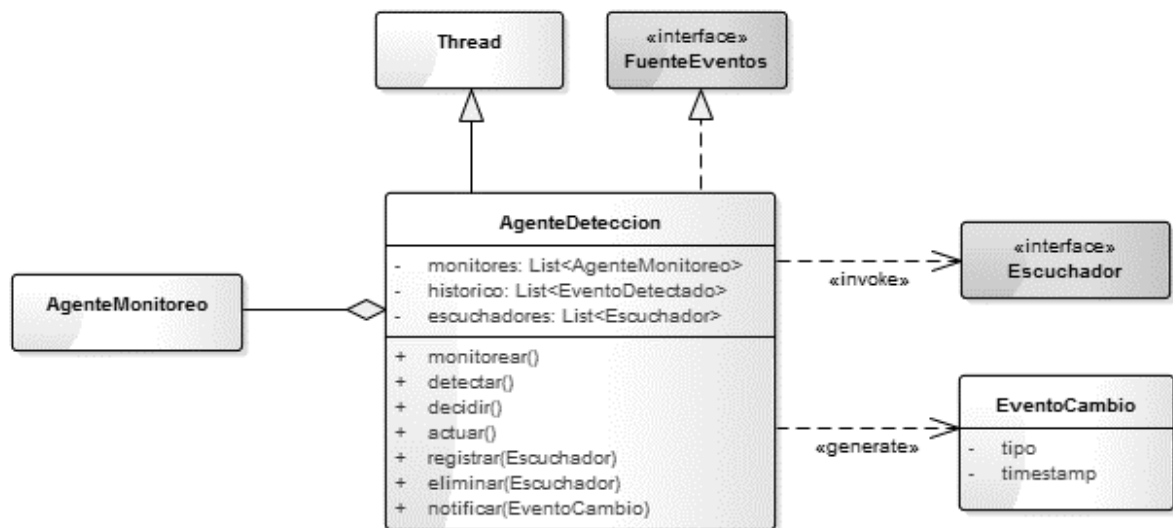 Thread
«interface»
FuenteEventos
AgenteDeteccion
- monitores: List<AgenteMonitoreo>
- historico: List<EventoDetectado>
- escuchadores: List<Escuchador>
+ monitorear()
+ detectar()
+ decidir()
+ actuar()
+ registrar(Escuchador)
+ eliminar(Escuchador)
+ notificar(EventoCambio)
AgenteMonitoreo
«invoke»
«interface»
Escuchador
«generate»
EventoCambio
- tipo
- timestamp